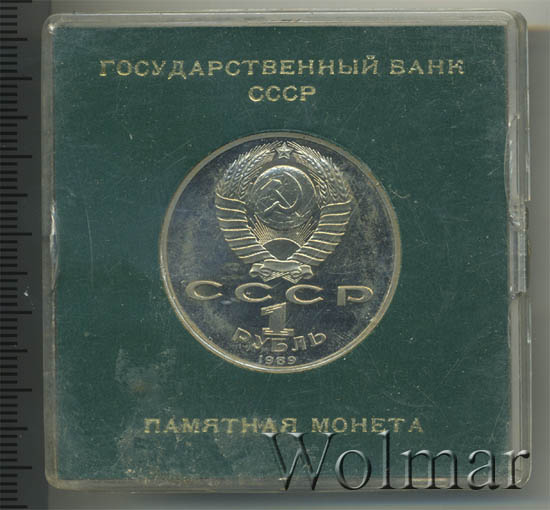 ГОСУДАРСТВЕННЫЙ БАНК
СССР
СССР
1
РУБЛЬ
1989
ПАМЯТНАЯ МОНЕТА
Wolmar